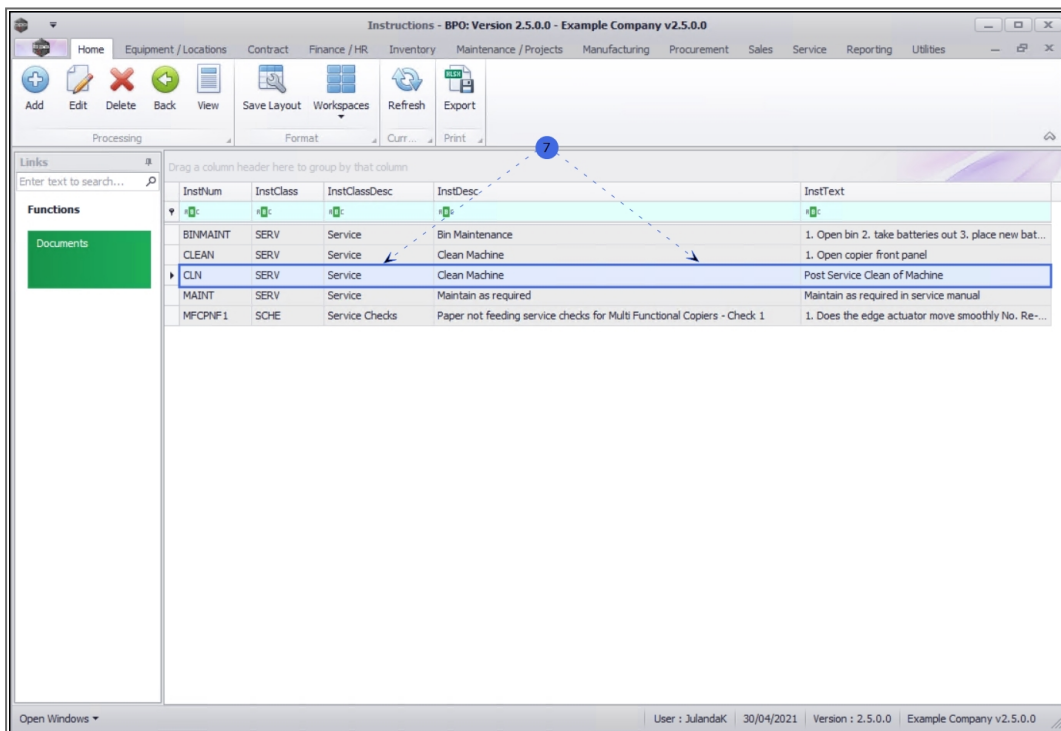 Instructions - BPO: Version 2.5.0.0 - Example Company v2.5.0.0
Home Equipment / Locations Contract Finance / HR Inventory Maintenance / Projects Manufacturing Procurement Sales Service Reporting Utilities
Add Edit Delete Back View Save Layout Workspaces Refresh Export
Processing Format Curr... Print
7
Links
Drag a column header here to group by that column
Enter text to search...
InstNum InstClass InstClassDesc InstDesc InstText
Functions
Documents
BINMAINT SERV Service Bin Maintenance 1. Open bin 2. take batteries out 3. place new bat...
CLEAN SERV Service Clean Machine 1. Open copier front panel
CLN SERV Service Clean Machine Post Service Clean of Machine
MAINT SERV Service Maintain as required Maintain as required in service manual
MFCPNF1 SCHE Service Checks Paper not feeding service checks for Multi Functional Copiers - Check 1 1. Does the edge actuator move smoothly No. Re-...
Open Windows User : JulandaK 30/04/2021 Version : 2.5.0.0 Example Company v2.5.0.0